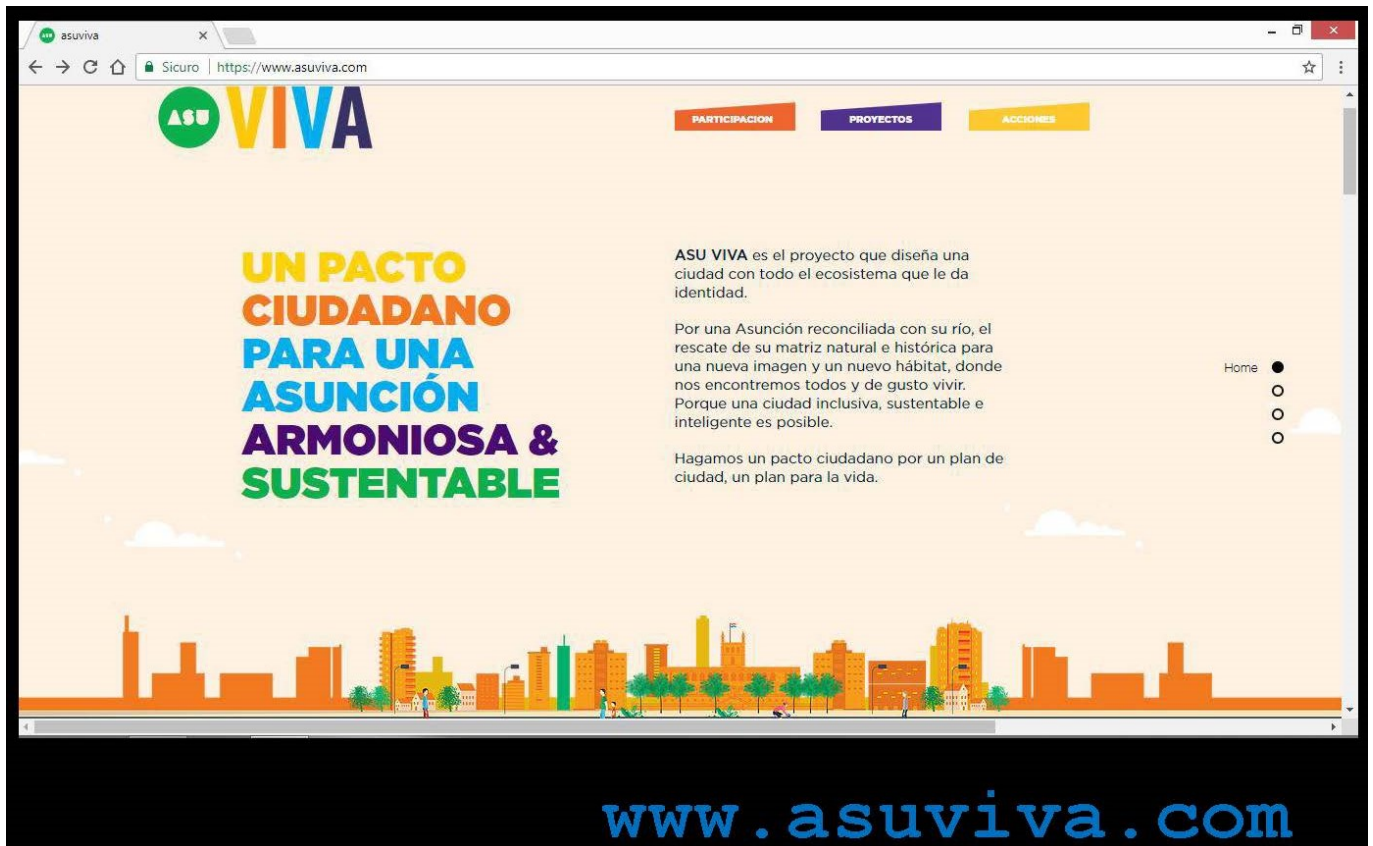 asuviva
Sicuro | https://www.asuviva.com
ASU VIVA
PARTICIPACION
PROYECTOS
ACCIONES
UN PACTO
CIUDADANO
PARA UNA
ASUNCIÓN
ARMONIOSA &
SUSTENTABLE
ASU VIVA es el proyecto que diseña una
ciudad con todo el ecosistema que le da
identidad.
Por una Asunción reconciliada con su río, el
rescate de su matriz natural e histórica para
una nueva imagen y un nuevo hábitat, donde
nos encontremos todos y de gusto vivir.
Porque una ciudad inclusiva, sustentable e
inteligente es posible.
Hagamos un pacto ciudadano por un plan de
ciudad, un plan para la vida.
Home
www.asuviva.com